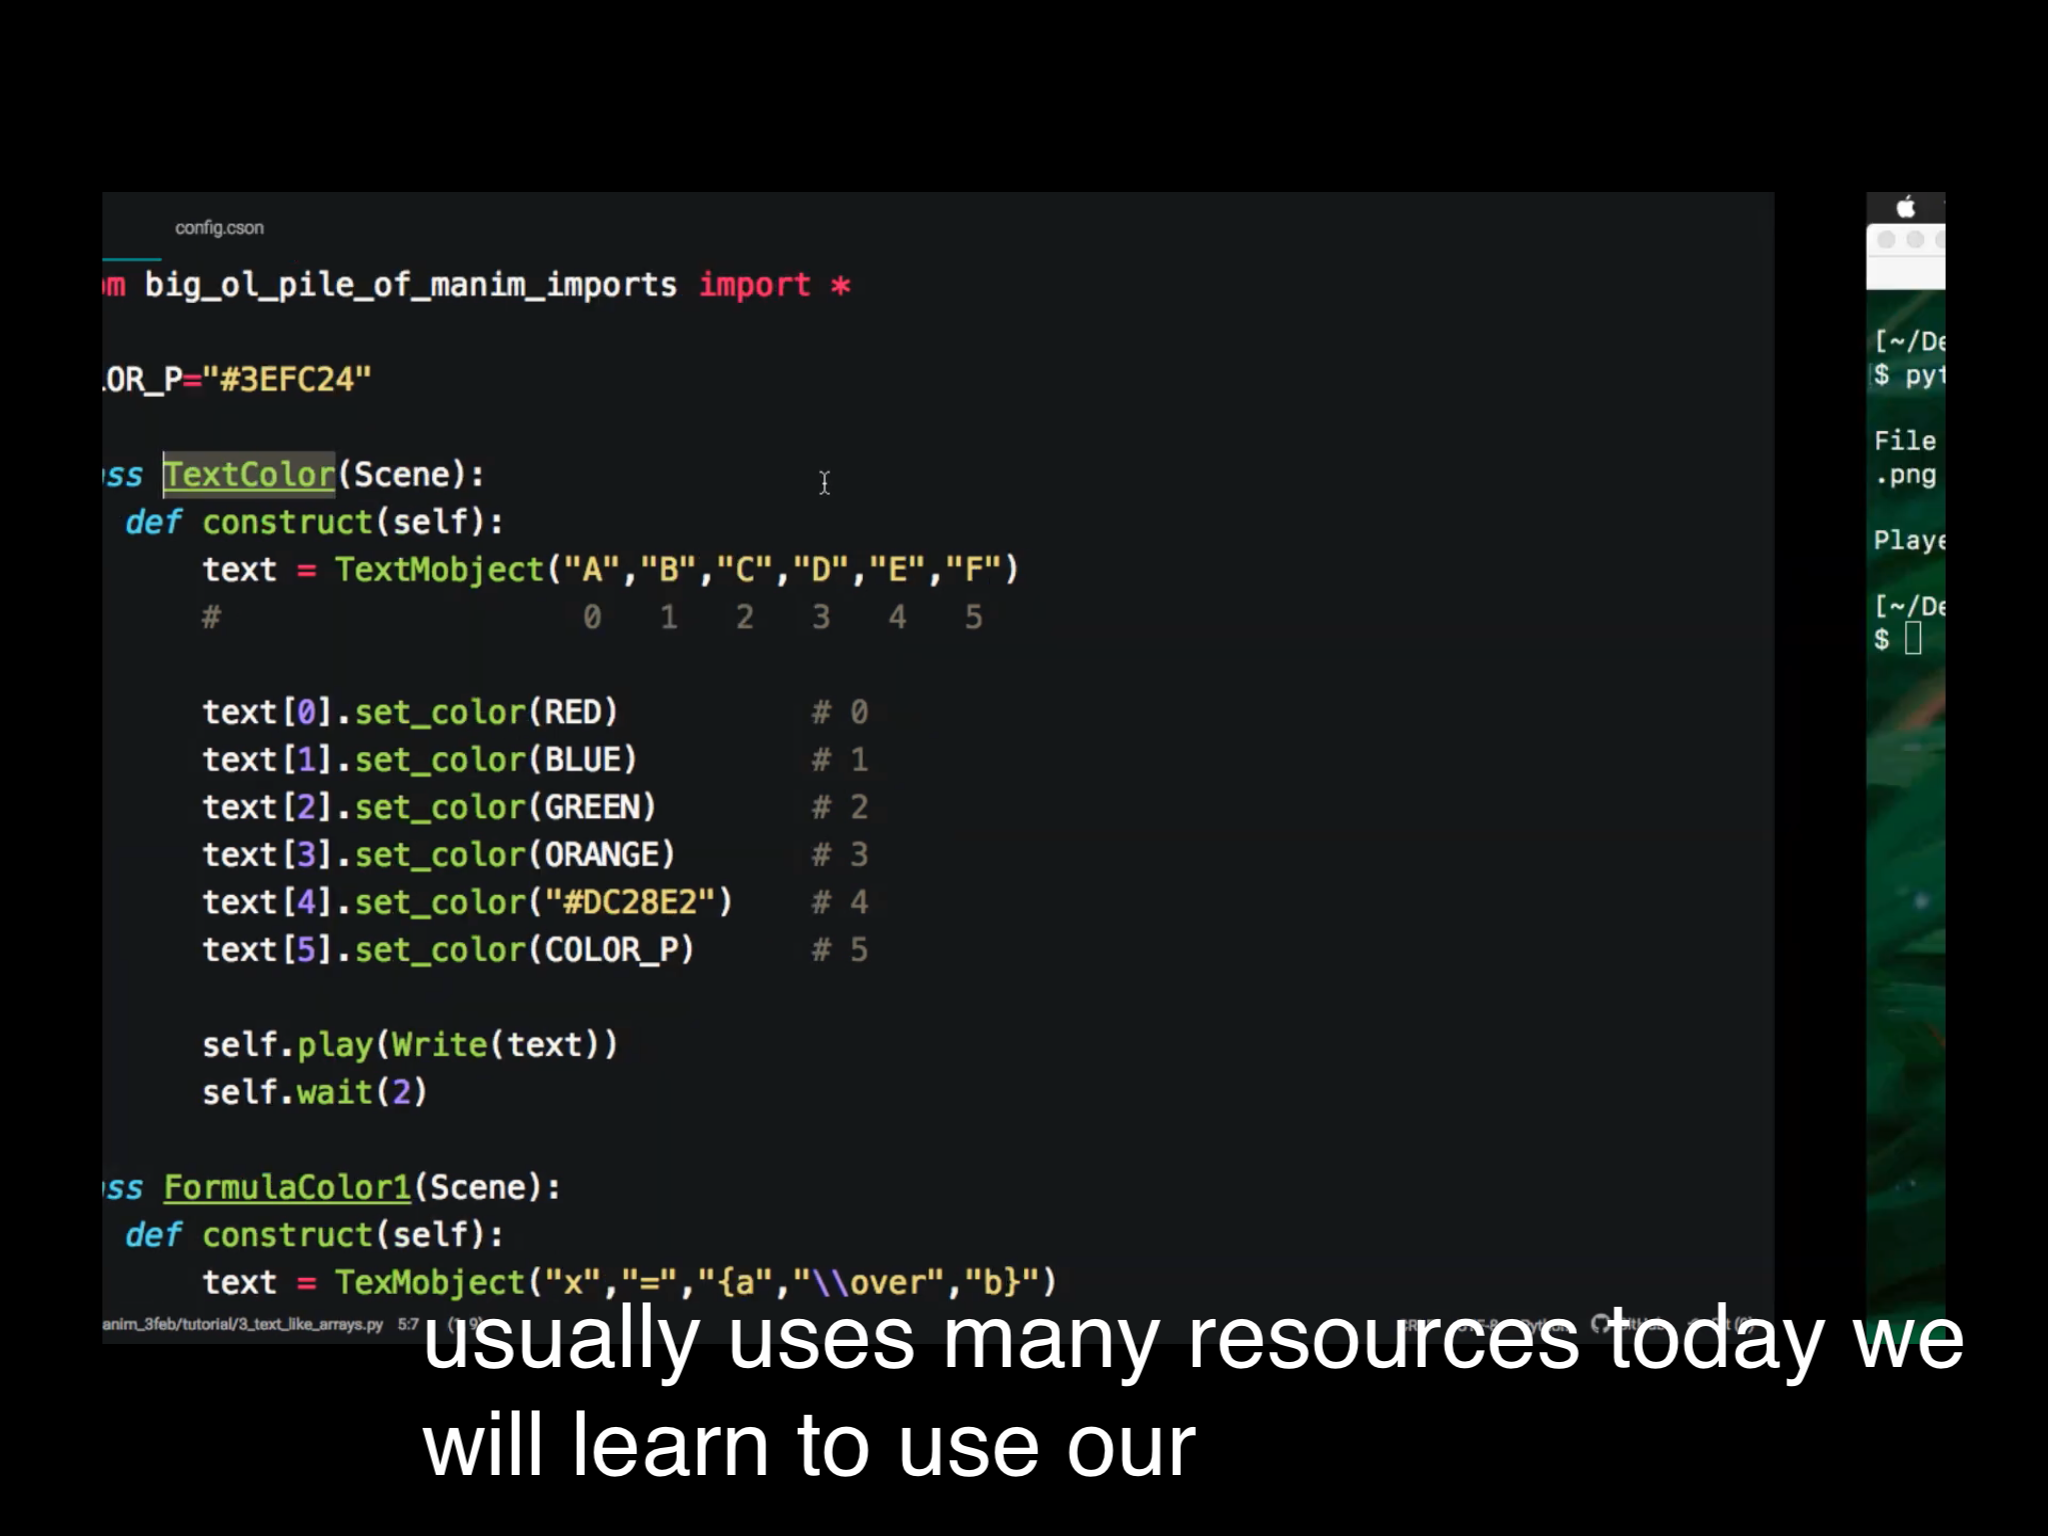 config.cson
om big_ol_pile_of_manim_imports import *
OR_P="#3EFC24"
ss TextColor(Scene):
def construct(self):
text = TextMobject("A","B","C","D","E","F")
# 0 1 2 3 4 5
text[0].set_color(RED) # 0
text[1].set_color(BLUE) # 1
text[2].set_color(GREEN) # 2
text[3].set_color(ORANGE) # 3
text[4].set_color("#DC28E2") # 4
text[5].set_color(COLOR_P) # 5
self.play(Write(text))
self.wait(2)
ss FormulaColor1(Scene):
def construct(self):
text = TexMobject("x","=","{a","\\over","b}")
anim_3feb/tutorial/3_text_like_arrays.py 5:7
[~/De
$ pyt
File
.png
Playe
[~/De
$
usually uses many resources today we
will learn to use our